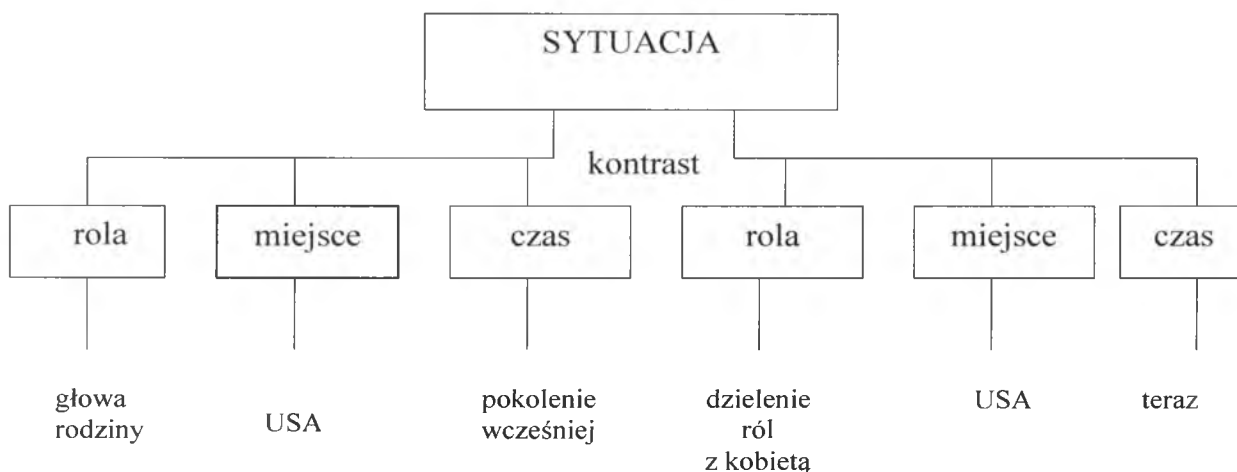 SYTUACJA
kontrast
rola
miejsce
czas
rola
miejsce
czas
głowa
rodziny
USA
pokolenie
wcześniej
dzielenie
ról
z kobietą
USA
teraz